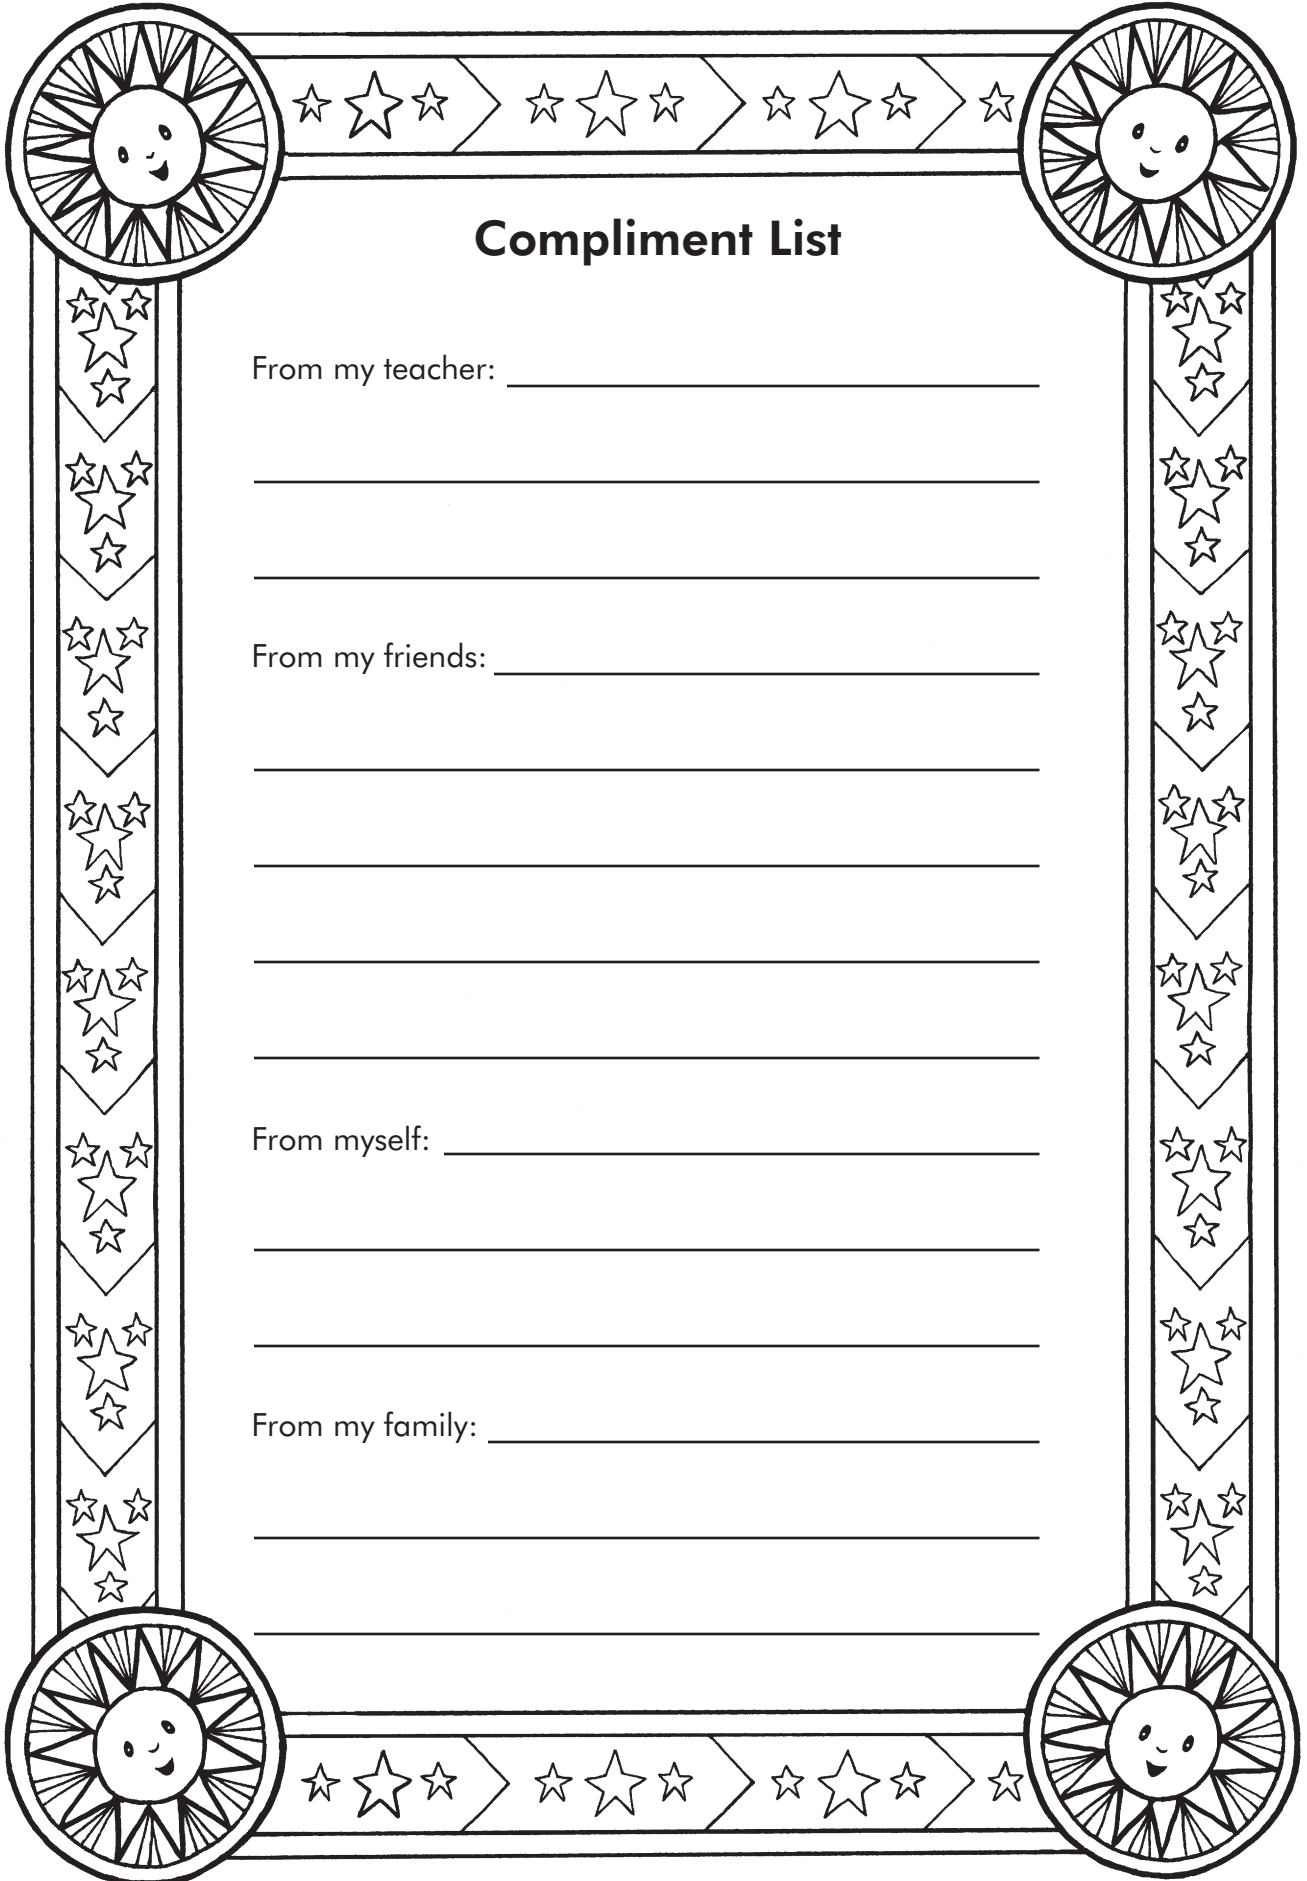 Compliment List
From my teacher:
From my friends:
From myself:
From my family: